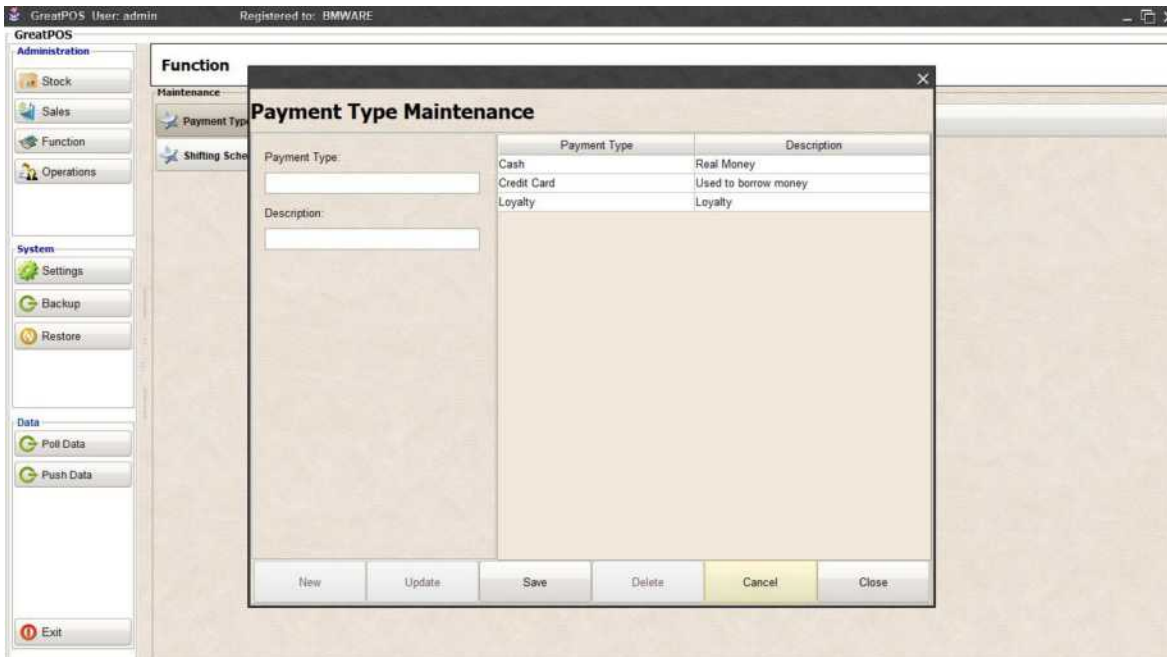 GreatPOS User: admin Registered to: BMWARE
GreatPOS
Administration
Stock
Sales
Function
Operations
System
Settings
Backup
Restore
Data
Poll Data
Push Data
Exit
Function
Maintenance
Payment Typ
Shifting Sche
Payment Type Maintenance
Payment Type:
Description:
Payment Type Description
Cash Real Money
Credit Card Used to borrow money
Loyalty Loyalty
New Update Save Delete Cancel Close